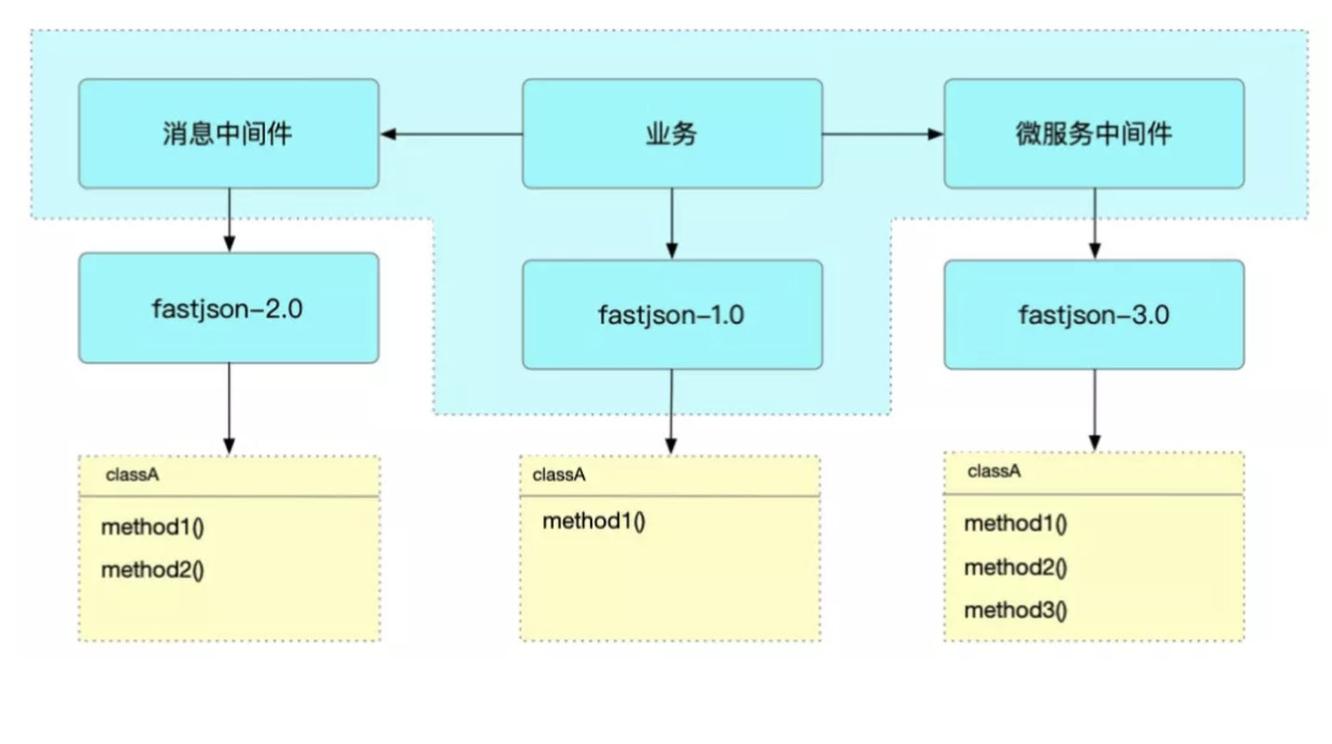 消息中间件
业务
微服务中间件
fastjson-2.0
fastjson-1.0
fastjson-3.0
classA
method1()
method2()
classA
method1()
classA
method1()
method2()
method3()